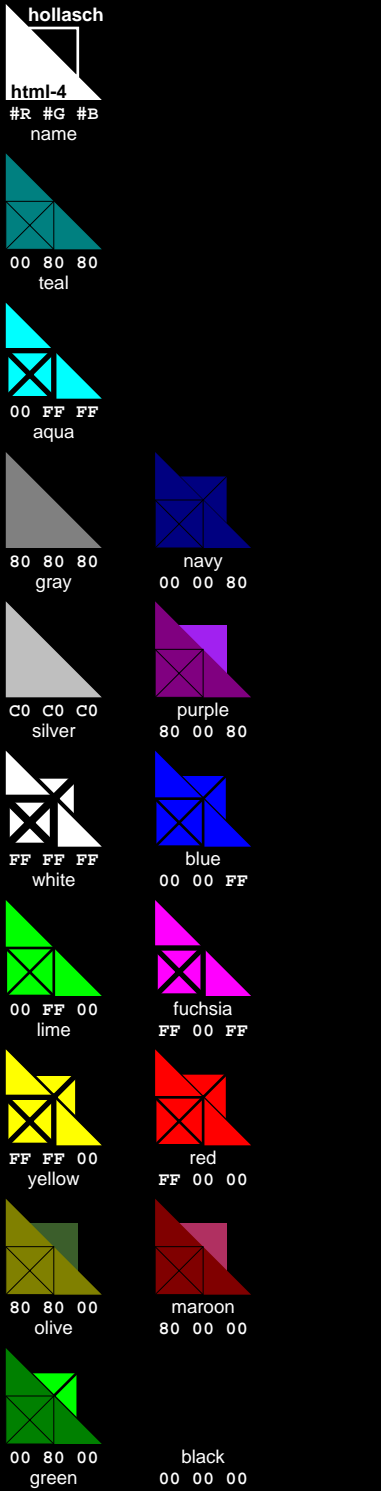 hollasch
html-4
#R #G #B
name
00 80 80
teal
00 FF FF
aqua
80 80 80
gray
navy
00 00 80
C0 C0 C0
silver
purple
80 00 80
FF FF FF
white
blue
00 00 FF
00 FF 00
lime
fuchsia
FF 00 FF
FF FF 00
yellow
red
FF 00 00
80 80 00
olive
maroon
80 00 00
00 80 00
green
black
00 00 00